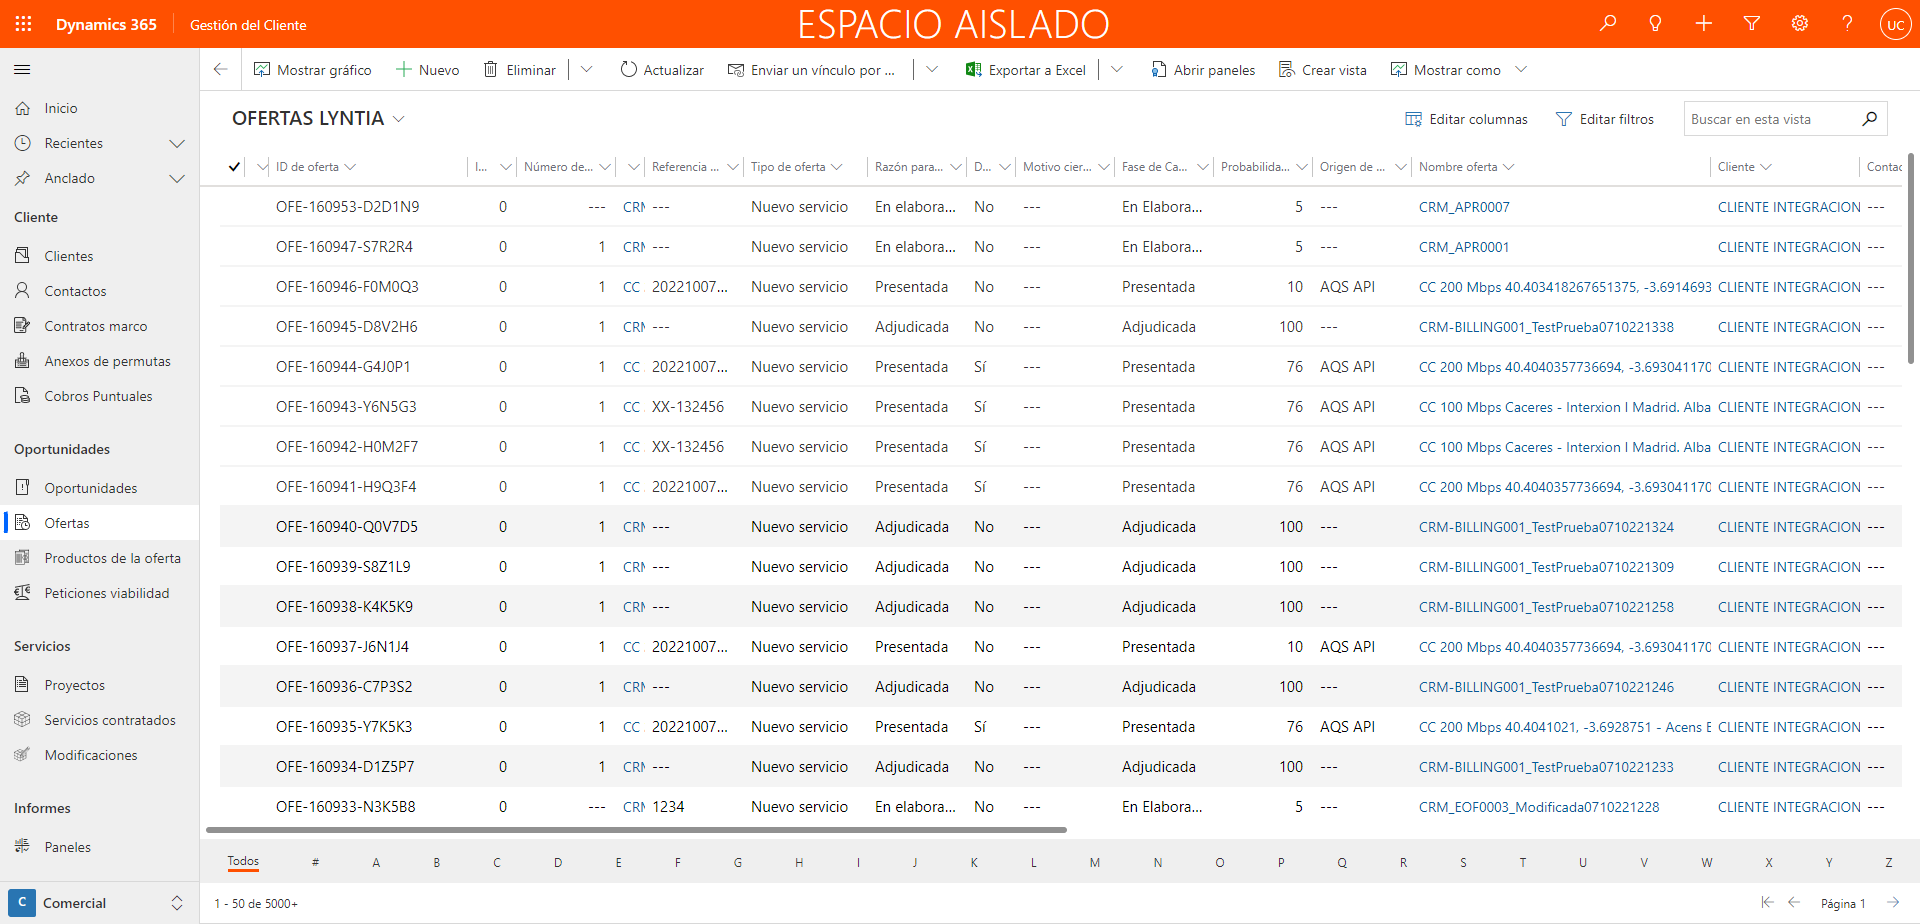 Dynamics 365 Gestión del Cliente ESPACIO AISLADO UC
Mostrar gráfico Nuevo Eliminar Actualizar Enviar un vínculo por ... Exportar a Excel Abrir paneles Crear vista Mostrar como
Inicio
Recientes
Anclado
Cliente
Clientes
Contactos
Contratos marco
Anexos de permutas
Cobros Puntuales
Oportunidades
Oportunidades
Ofertas
Productos de la oferta
Peticiones viabilidad
Servicios
Proyectos
Servicios contratados
Modificaciones
Informes
Paneles
C Comercial
OFERTAS LYNTIA Editar columnas Editar filtros Buscar en esta vista
ID de oferta I... Número de... Referencia ... Tipo de oferta Razón para... D... Motivo cier... Fase de Ca... Probabilida... Origen de ... Nombre oferta Cliente Contac
OFE-160953-D2D1N9 0 --- CRM --- Nuevo servicio En elabora... No --- En Elabora... 5 --- CRM_APR0007 CLIENTE INTEGRACION ---
OFE-160947-S7R2R4 0 1 CRM --- Nuevo servicio En elabora... No --- En Elabora... 5 --- CRM_APR0001 CLIENTE INTEGRACION ---
OFE-160946-F0M0Q3 0 1 CC 20221007... Nuevo servicio Presentada No --- Presentada 10 AQS API CC 200 Mbps 40.403418267651375, -3.6914693 CLIENTE INTEGRACION ---
OFE-160945-D8V2H6 0 1 CRM --- Nuevo servicio Adjudicada No --- Adjudicada 100 --- CRM-BILLING001_TestPrueba0710221338 CLIENTE INTEGRACION ---
OFE-160944-G4J0P1 0 1 CC 20221007... Nuevo servicio Presentada Sí --- Presentada 76 AQS API CC 200 Mbps 40.4040357736694, -3.693041170 CLIENTE INTEGRACION ---
OFE-160943-Y6N5G3 0 1 CC XX-132456 Nuevo servicio Presentada Sí --- Presentada 76 AQS API CC 100 Mbps Caceres - Interxion I Madrid. Alba CLIENTE INTEGRACION ---
OFE-160942-H0M2F7 0 1 CC XX-132456 Nuevo servicio Presentada Sí --- Presentada 76 AQS API CC 100 Mbps Caceres - Interxion I Madrid. Alba CLIENTE INTEGRACION ---
OFE-160941-H9Q3F4 0 1 CC 20221007... Nuevo servicio Presentada Sí --- Presentada 76 AQS API CC 200 Mbps 40.4040357736694, -3.693041170 CLIENTE INTEGRACION ---
OFE-160940-Q0V7D5 0 1 CRM --- Nuevo servicio Adjudicada No --- Adjudicada 100 --- CRM-BILLING001_TestPrueba0710221324 CLIENTE INTEGRACION ---
OFE-160939-S8Z1L9 0 1 CRM --- Nuevo servicio Adjudicada No --- Adjudicada 100 --- CRM-BILLING001_TestPrueba0710221309 CLIENTE INTEGRACION ---
OFE-160938-K4K5K9 0 1 CRM --- Nuevo servicio Adjudicada No --- Adjudicada 100 --- CRM-BILLING001_TestPrueba0710221258 CLIENTE INTEGRACION ---
OFE-160937-J6N1J4 0 1 CC 20221007... Nuevo servicio Presentada No --- Presentada 10 AQS API CC 200 Mbps 40.4040357736694, -3.693041170 CLIENTE INTEGRACION ---
OFE-160936-C7P3S2 0 1 CRM --- Nuevo servicio Adjudicada No --- Adjudicada 100 --- CRM-BILLING001_TestPrueba0710221246 CLIENTE INTEGRACION ---
OFE-160935-Y7K5K3 0 1 CC 20221007... Nuevo servicio Presentada Sí --- Presentada 76 AQS API CC 200 Mbps 40.4041021, -3.6928751 - Acens E CLIENTE INTEGRACION ---
OFE-160934-D1Z5P7 0 1 CRM --- Nuevo servicio Adjudicada No --- Adjudicada 100 --- CRM-BILLING001_TestPrueba0710221233 CLIENTE INTEGRACION ---
OFE-160933-N3K5B8 0 --- CRM 1234 Nuevo servicio En elabora... No --- En Elabora... 5 --- CRM_EOF0003_Modificada0710221228 CLIENTE INTEGRACION ---
Todos # A B C D E F G H I J K L M N O P Q R S T U V W X Y Z
1 - 50 de 5000+ Página 1